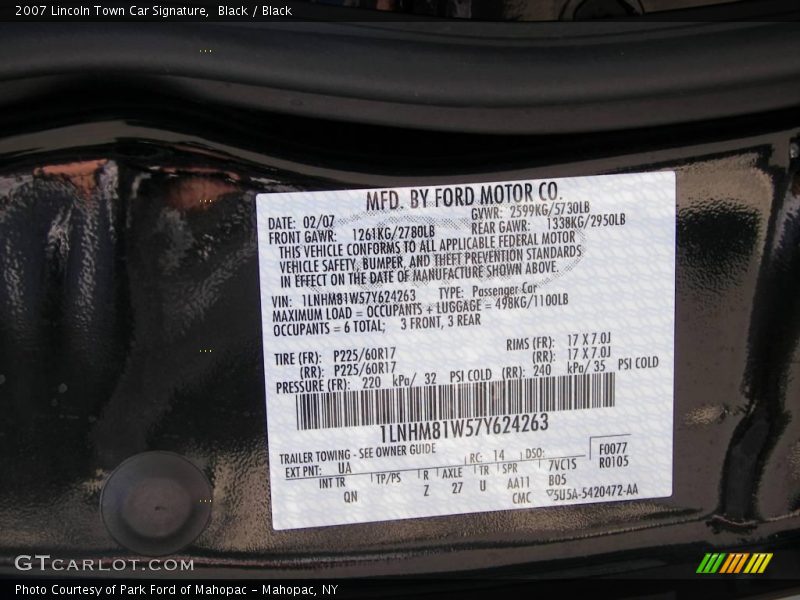 2007 Lincoln Town Car Signature,  Black / Black
MFD. BY FORD MOTOR CO.
DATE: 02/07   GVWR: 2599KG/5730LB
FRONT GAWR: 1261KG/2780LB   REAR GAWR: 1338KG/2950LB
THIS VEHICLE CONFORMS TO ALL APPLICABLE FEDERAL MOTOR
VEHICLE SAFETY, BUMPER, AND THEFT PREVENTION STANDARDS
IN EFFECT ON THE DATE OF MANUFACTURE SHOWN ABOVE.
VIN: 1LNHM81W57Y624263   TYPE: Passenger Car
MAXIMUM LOAD = OCCUPANTS + LUGGAGE = 498KG/1100LB
OCCUPANTS = 6 TOTAL; 3 FRONT, 3 REAR
TIRE (FR): P225/60R17   RIMS (FR): 17 X 7.0J
(RR): P225/60R17   (RR): 17 X 7.0J
PRESSURE (FR): 220 kPa/ 32 PSI COLD (RR): 240 kPa/ 35 PSI COLD
1LNHM81W57Y624263
TRAILER TOWING - SEE OWNER GUIDE
EXT PNT: UA   RC: 14   DSO:   F0077
INT TR   TP/PS   R   AXLE   TR   SPR   7VC15   R0105
QN   Z   27   U   AA11   B05
CMC   ▽5U5A-5420472-AA
GTCARLOT.COM
Photo Courtesy of Park Ford of Mahopac - Mahopac, NY